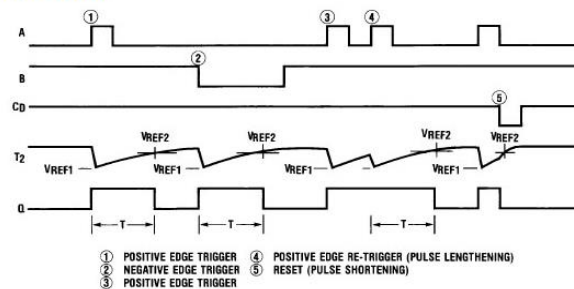 ① ③ ④
A
②
B
CD
⑤
VREF2 VREF2 VREF2 VREF2
T2
VREF1 VREF1 VREF1 VREF1
Q
T T T
① POSITIVE EDGE TRIGGER ④ POSITIVE EDGE RE-TRIGGER (PULSE LENGTHENING)
② NEGATIVE EDGE TRIGGER ⑤ RESET (PULSE SHORTENING)
③ POSITIVE EDGE TRIGGER